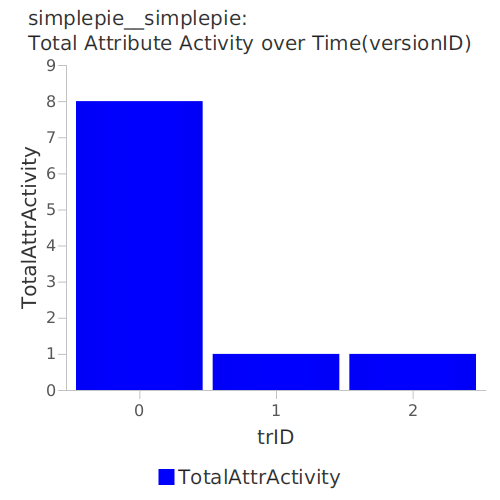 simplepie__simplepie:
Total Attribute Activity over Time(versionID)
9
8
7
6
5
4
3
2
1
0
TotalAttrActivity
0 1 2
trID
TotalAttrActivity